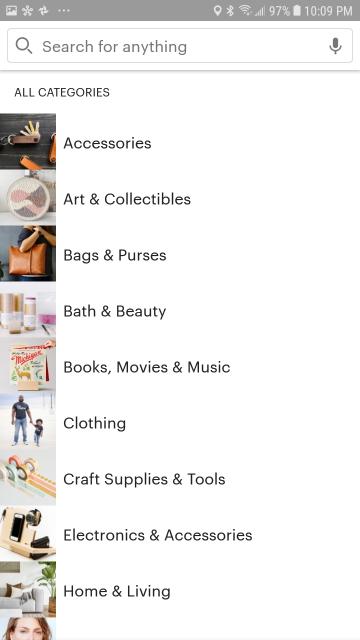 97% 10:09 PM
Search for anything
ALL CATEGORIES
Accessories
Art & Collectibles
Bags & Purses
Bath & Beauty
Michigan
Books, Movies & Music
Clothing
Craft Supplies & Tools
Electronics & Accessories
Home & Living